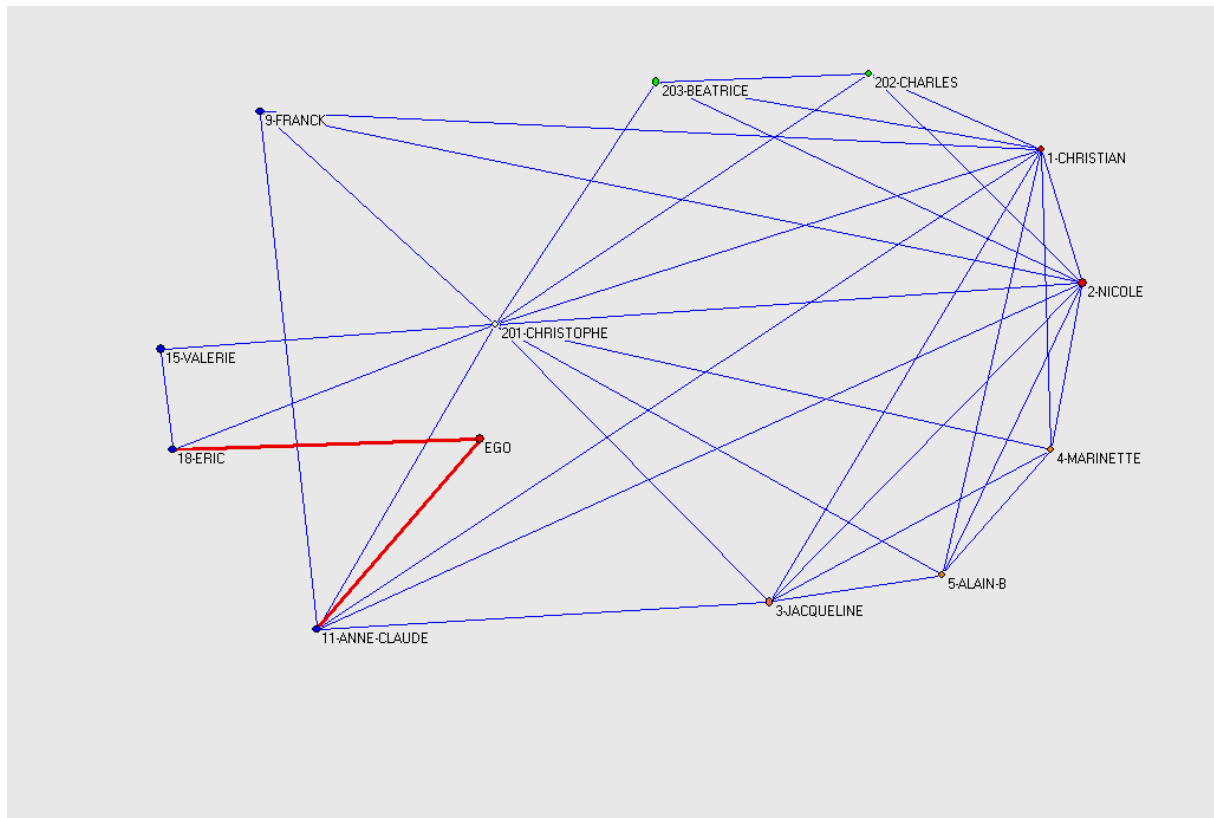 202-CHARLES
203-BEATRICE
9-FRANCK
1-CHRISTIAN
2-NICOLE
201-CHRISTOPHE
15-VALERIE
EGO
18-ERIC
4-MARINETTE
5-ALAIN-B
3-JACQUELINE
11-ANNE-CLAUDE